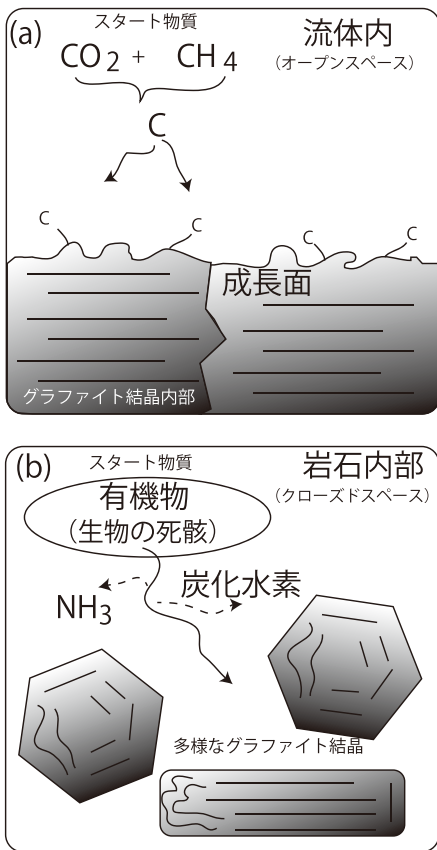 (a)
スタート物質
CO2 + CH4
流体内
(オープンスペース)
C
C
C
C
C
成長面
グラファイト結晶内部
(b)
スタート物質
有機物
(生物の死骸)
岩石内部
(クローズドスペース)
NH3
炭化水素
多様なグラファイト結晶